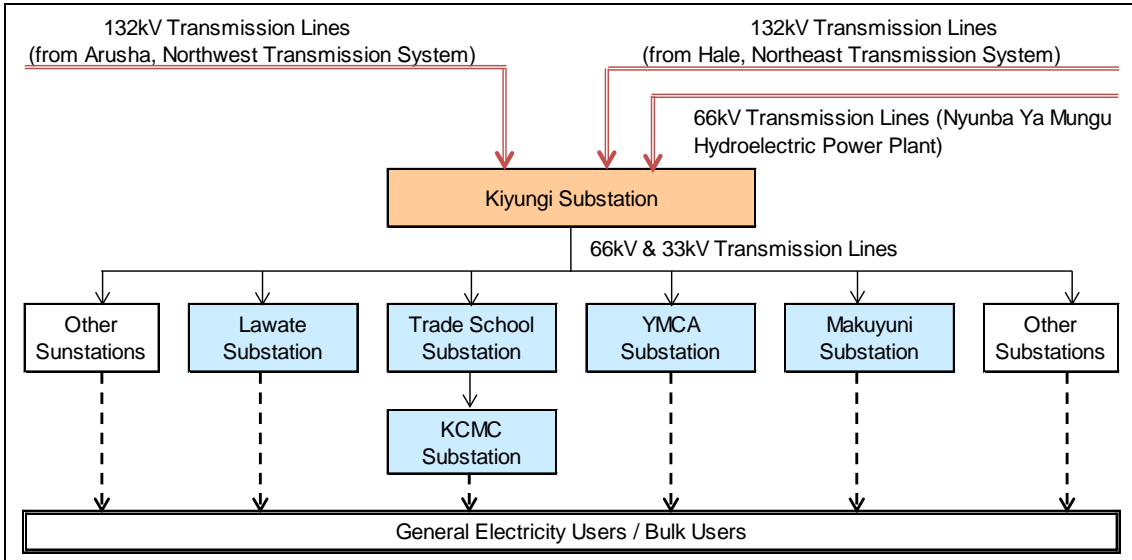 132kV Transmission Lines
(from Arusha, Northwest Transmission System)
132kV Transmission Lines
(from Hale, Northeast Transmission System)
66kV Transmission Lines (Nyunba Ya Mungu
Hydroelectric Power Plant)
Kiyungi Substation
66kV & 33kV Transmission Lines
Other
Sunstations
Lawate
Substation
Trade School
Substation
YMCA
Substation
Makuyuni
Substation
Other
Substations
KCMC
Substation
General Electricity Users / Bulk Users